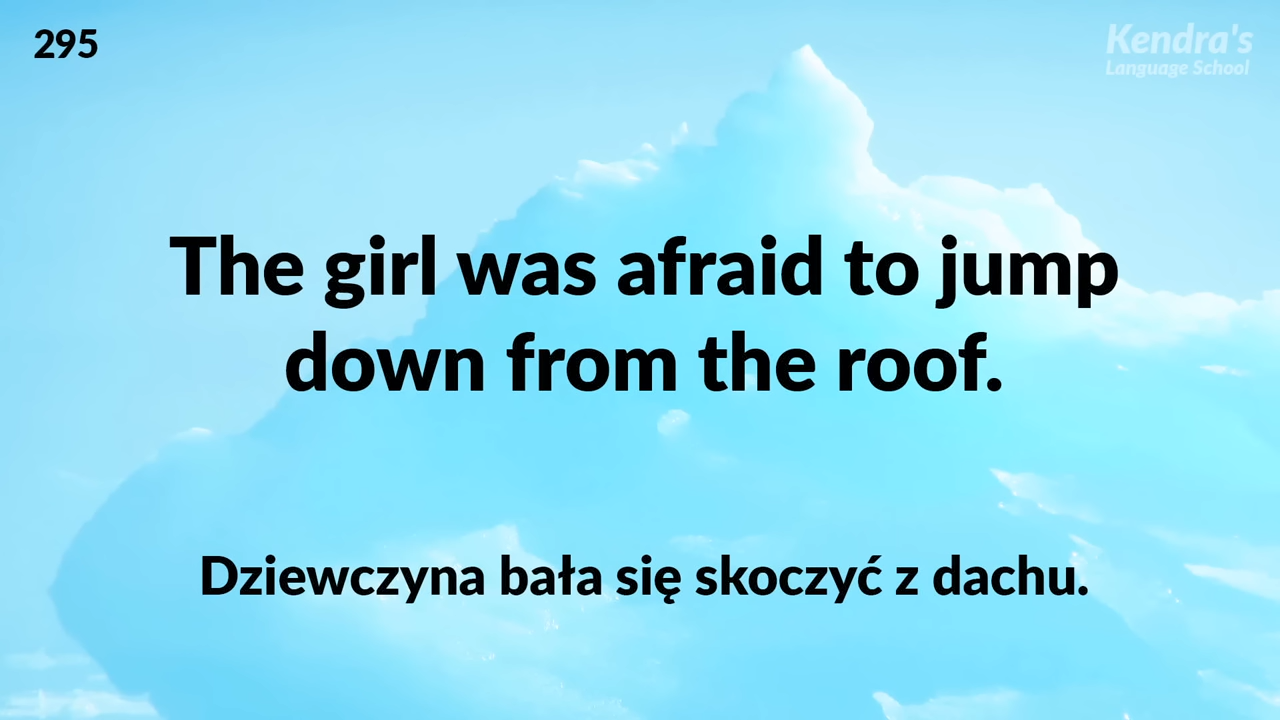 295
Kendra's
Language School
The girl was afraid to jump
down from the roof.
Dziewczyna bała się skoczyć z dachu.